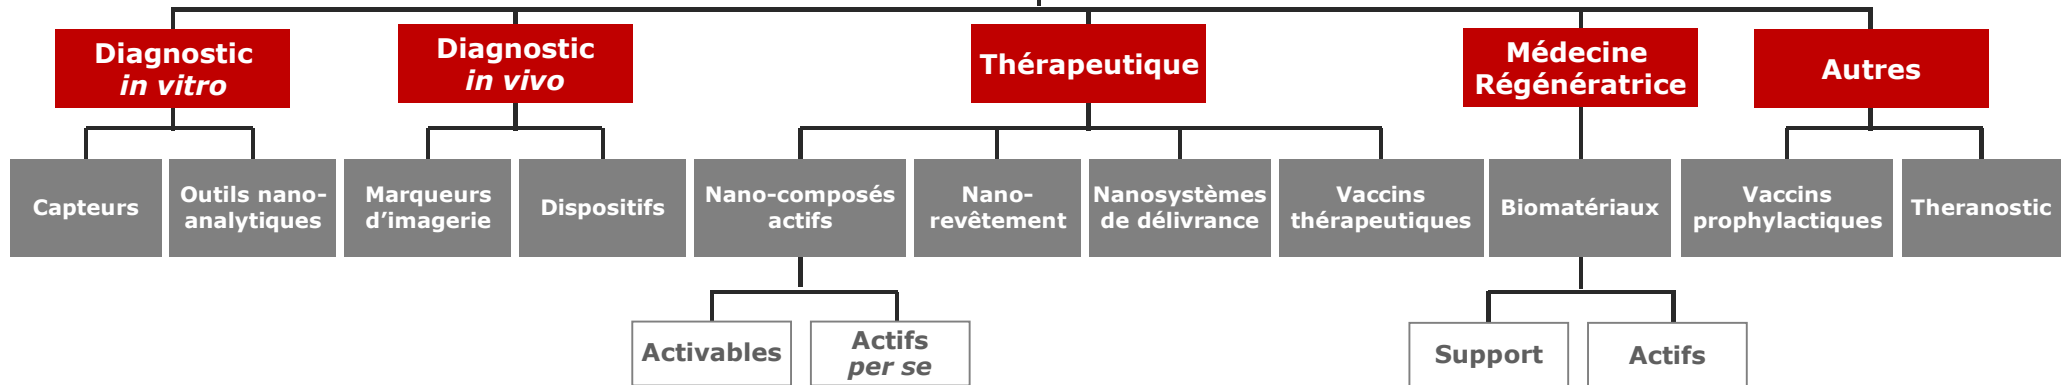 Diagnostic
in vitro
Diagnostic
in vivo
Thérapeutique
Médecine
Régénératrice
Autres
Capteurs
Outils nano-
analytiques
Marqueurs
d'imagerie
Dispositifs
Nano-composés
actifs
Nano-
revêtement
Nanosystèmes
de délivrance
Vaccins
thérapeutiques
Biomatériaux
Vaccins
prophylactiques
Theranostic
Activables
Actifs
per se
Support
Actifs